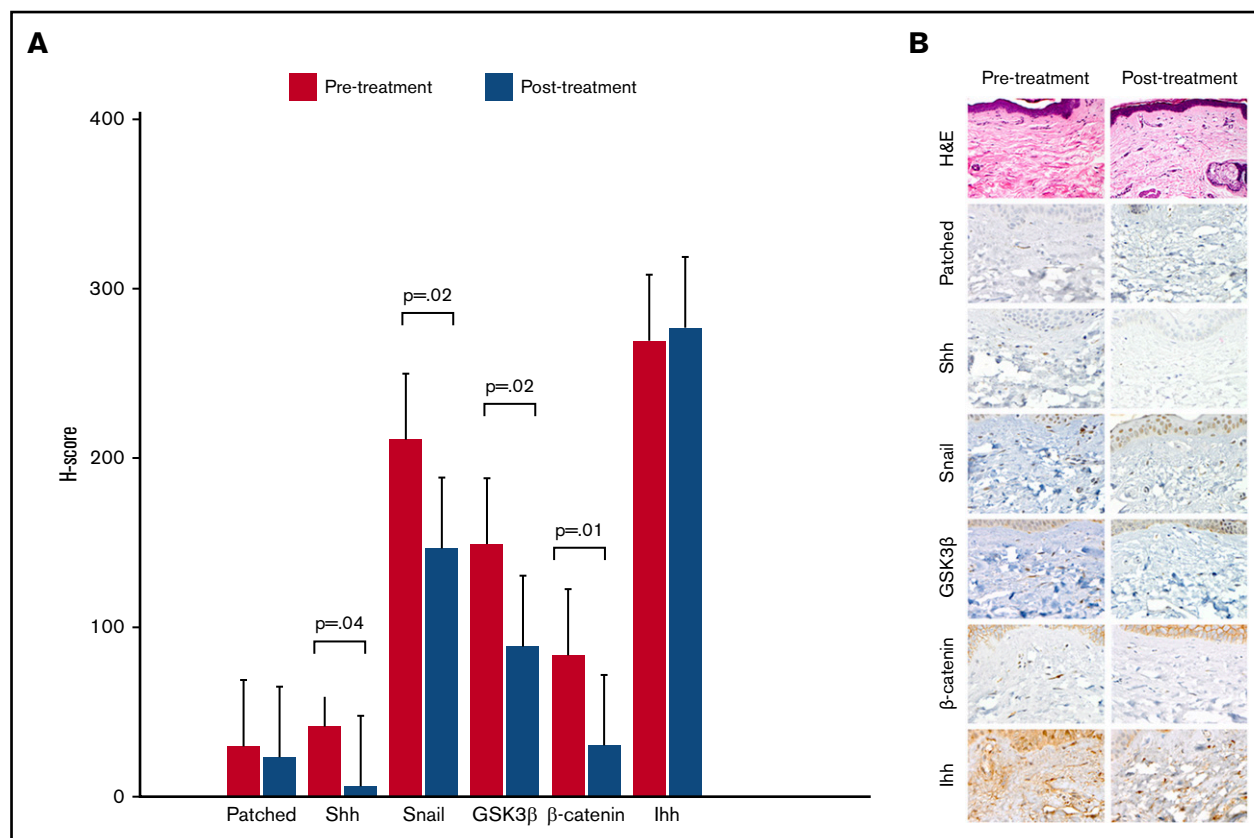 A
Pre-treatment
Post-treatment
400
300
200
100
0
H-score
p=.04
p=.02
p=.02
p=.01
Patched
Shh
Snail
GSK3β
β-catenin
Ihh
B
Pre-treatment
Post-treatment
H&E
Patched
Shh
Snail
GSK3β
β-catenin
Ihh